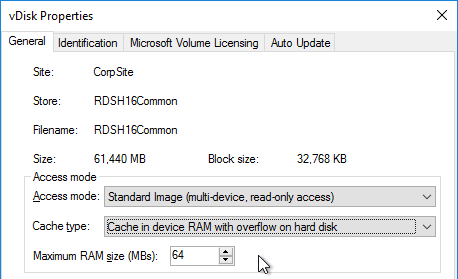 vDisk Properties
General Identification Microsoft Volume Licensing Auto Update
Site: CorpSite
Store: RDSH16Common
Filename: RDSH16Common
Size: 61,440 MB Block size: 32,768 KB
Access mode
Access mode: Standard Image (multi-device, read-only access)
Cache type: Cache in device RAM with overflow on hard disk
Maximum RAM size (MBs): 64